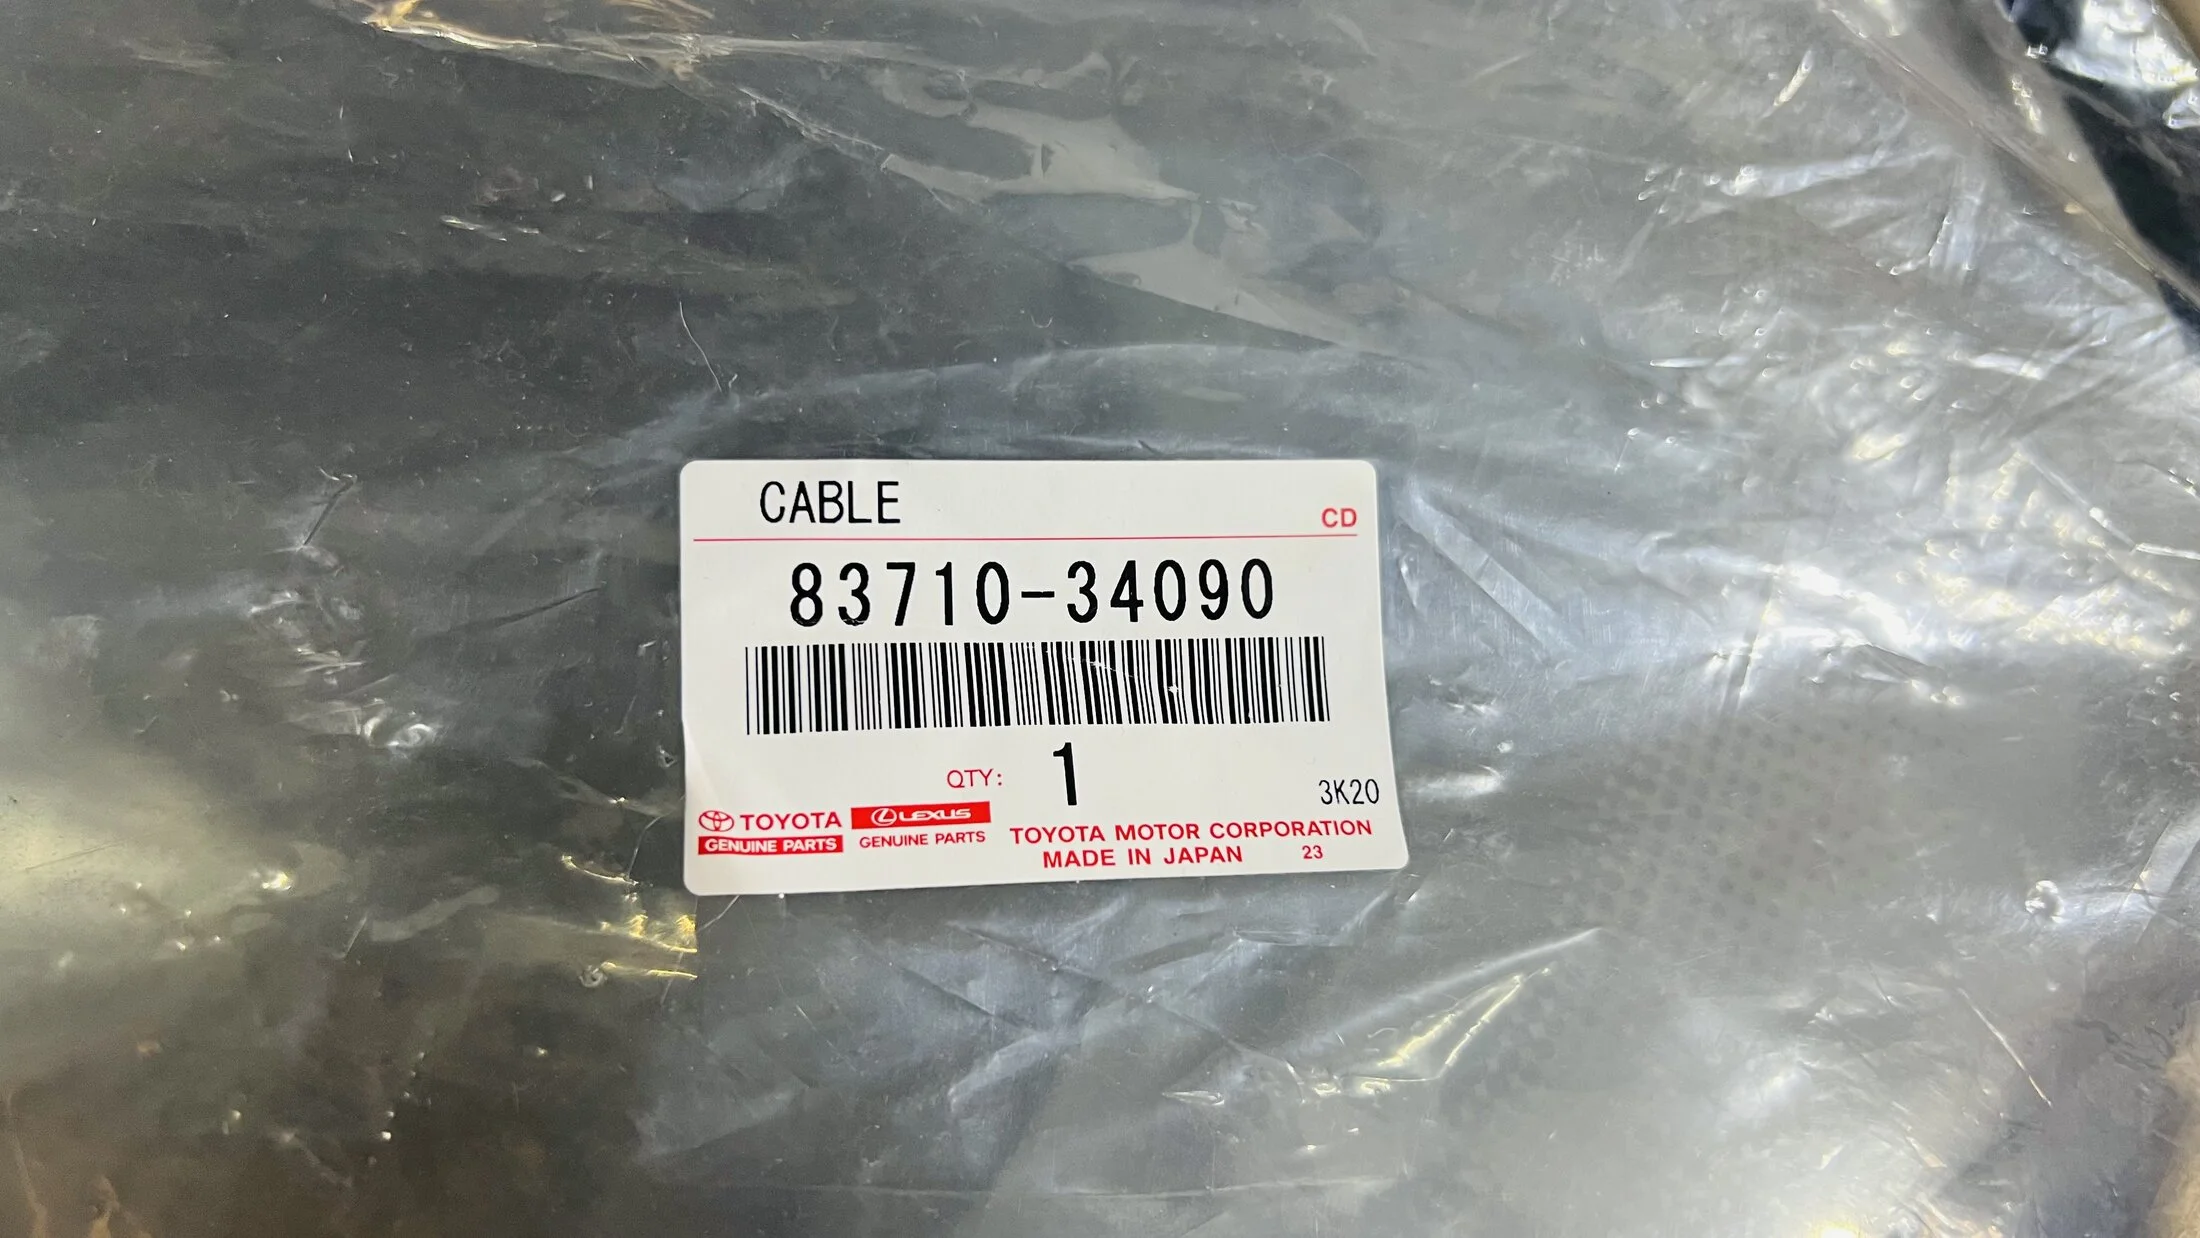 CABLE
CD
83710-34090
QTY: 1
3K20
TOYOTA
GENUINE PARTS
LEXUS
GENUINE PARTS
TOYOTA MOTOR CORPORATION
MADE IN JAPAN 23